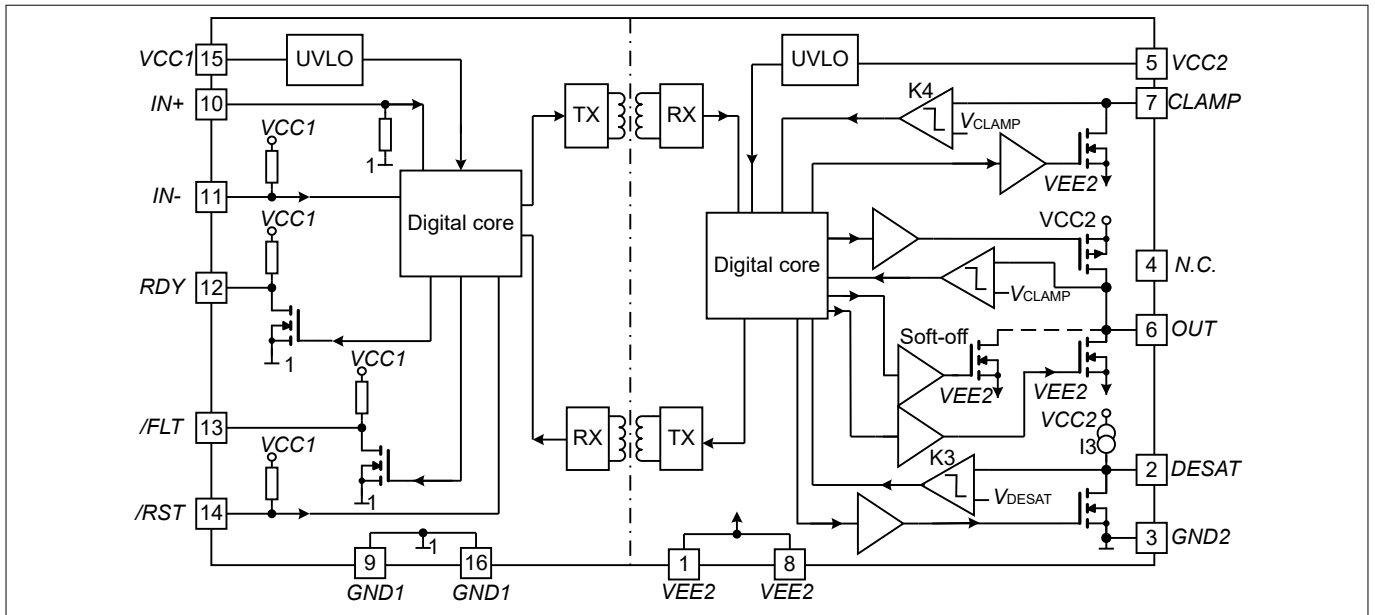 VCC1 15 UVLO
UVLO 5 VCC2
IN+ 10
TX RX
K4 7 CLAMP
VCLAMP
VCC1
1
VEE2
IN- 11
Digital core
VCC1
VCC2
Digital core
4 N.C.
RDY 12
VCLAMP
1
Soft-off
6 OUT
VCC1
VEE2
VEE2
VCC2
/FLT 13
VCC1
RX TX
I3
K3
2 DESAT
1
VDESAT
/RST 14
1
3 GND2
9
16
1
8
GND1
GND1
VEE2
VEE2